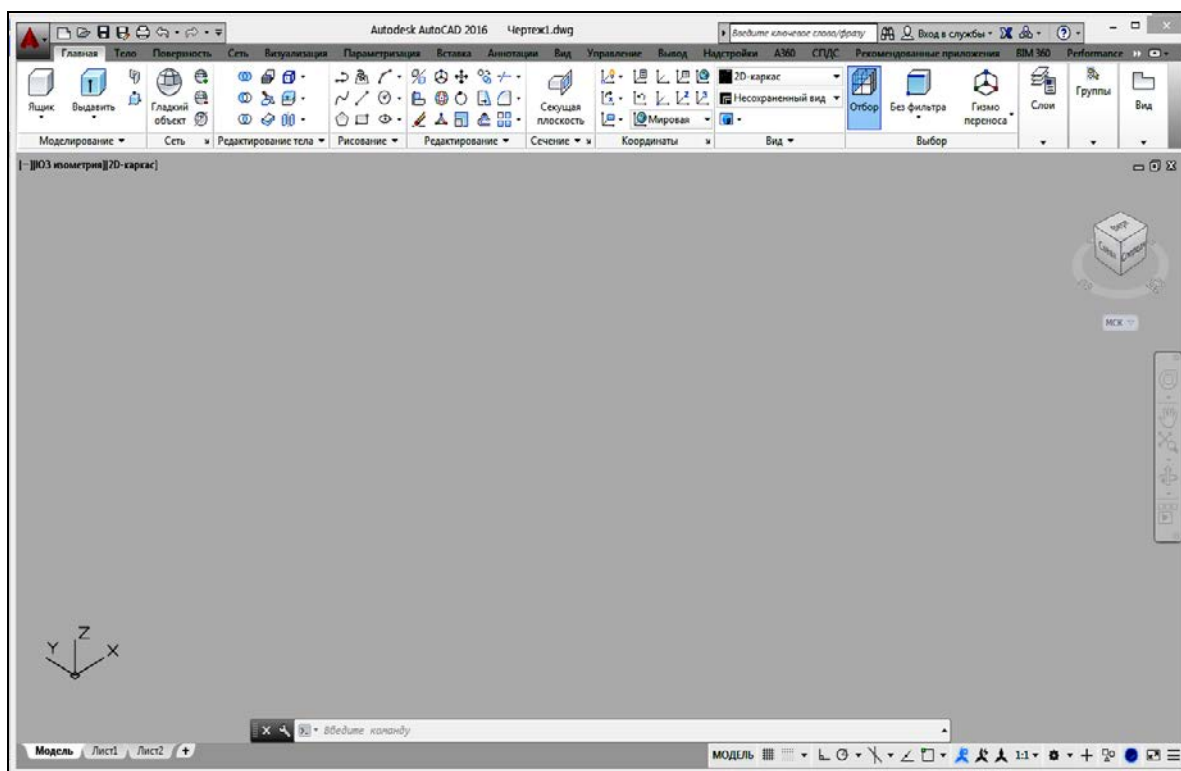 Autodesk AutoCAD 2016 Чертеж1.dwg Введите ключевое слово/фразу Вход в службы
Главная Тело Поверхность Сеть Визуализация Параметризация Вставка Аннотации Вид Управление Вывод Надстройки A360 СПДС Рекомендованные приложения BIM 360 Performance
2D-каркас
Ящик Выдавить Гладкий объект Секущая плоскость Несохраненный вид Отбор Без фильтра Гизмо переноса Слои Группы Вид
Мировая
Моделирование Сеть Редактирование тела Рисование Редактирование Сечение Координаты Вид Выбор
[−][ЮЗ изометрия][2D-каркас]
Сверху
Слева Спереди
МСК
Z
Y X
Введите команду
Модель Лист1 Лист2 +
МОДЕЛЬ 1:1